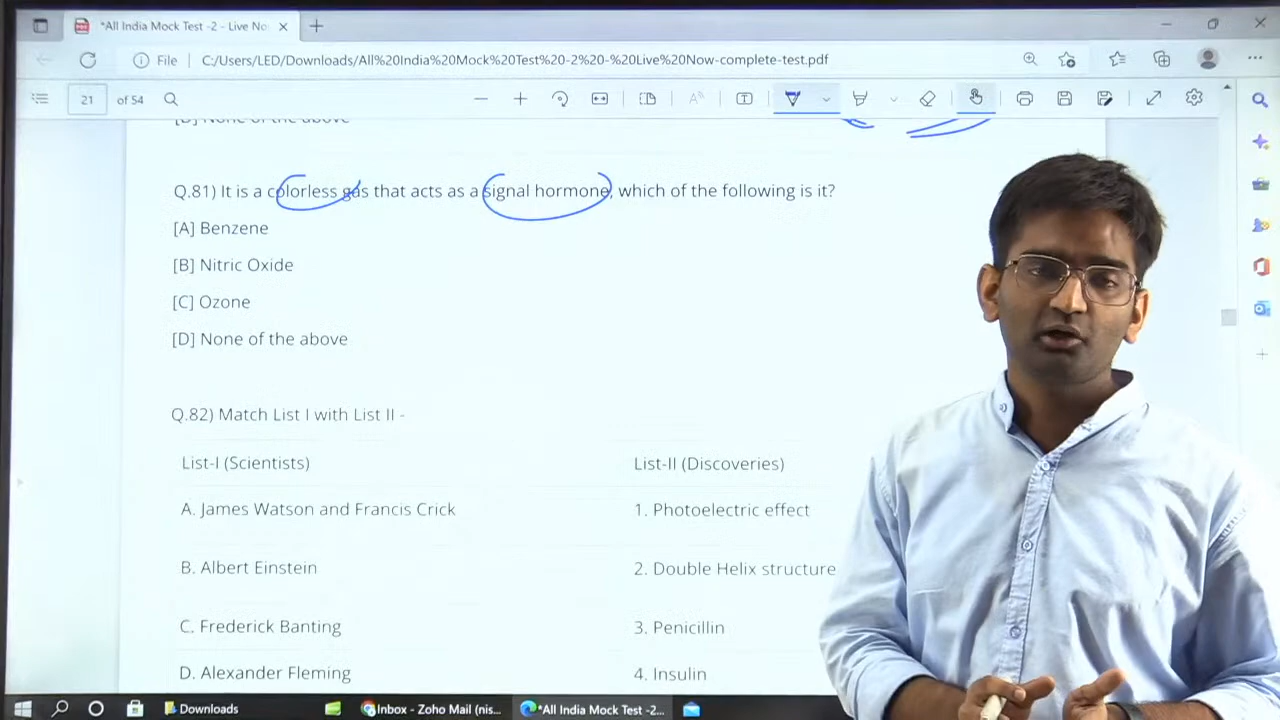 *All India Mock Test -2 - Live No
File C:/Users/LED/Downloads/All%20India%20Mock%20Test%20-2%20-%20Live%20Now-complete-test.pdf
21 of 54
[D] None of the above
Q.81) It is a colorless gas that acts as a signal hormone, which of the following is it?
[A] Benzene
[B] Nitric Oxide
[C] Ozone
[D] None of the above
Q.82) Match List I with List II -
List-I (Scientists) List-II (Discoveries)
A. James Watson and Francis Crick 1. Photoelectric effect
B. Albert Einstein 2. Double Helix structure
C. Frederick Banting 3. Penicillin
D. Alexander Fleming 4. Insulin
Downloads Inbox - Zoho Mail (nis... *All India Mock Test -2...